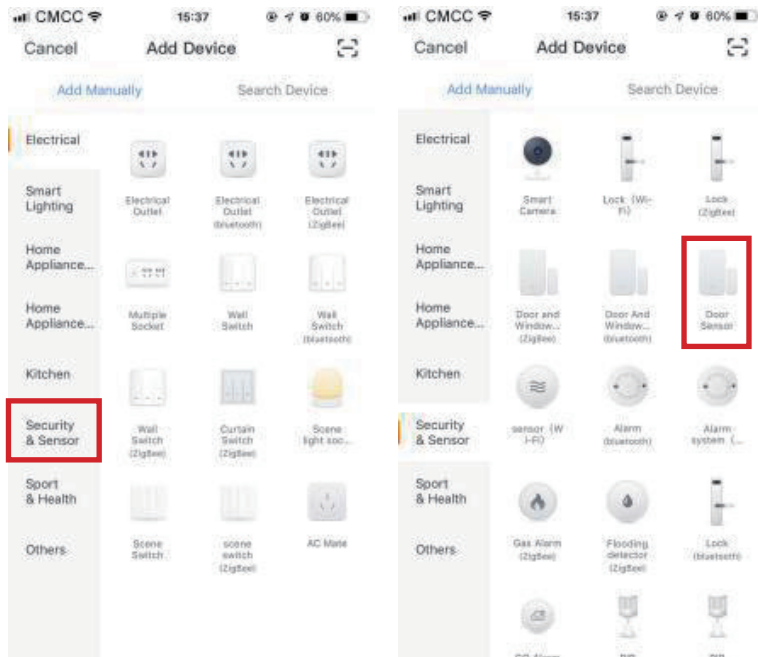 CMCC 15:37 60%
Cancel Add Device
Add Manually Search Device
Electrical
Smart
Lighting
Home
Appliance...
Home
Appliance...
Kitchen
Security
& Sensor
Sport
& Health
Others
Electrical
Outlet
Electrical
Outlet
(bluetooth)
Electrical
Outlet
(ZigBee)
Multiple
Socket
Wall
Switch
Wall
Switch
(bluetooth)
Wall
Switch
(ZigBee)
Curtain
Switch
(ZigBee)
Scene
light soc...
Scene
Switch
scene
switch
(ZigBee)
AC Mate
CMCC 15:37 60%
Cancel Add Device
Add Manually Search Device
Electrical
Smart
Lighting
Home
Appliance...
Home
Appliance...
Kitchen
Security
& Sensor
Sport
& Health
Others
Smart
Camera
Lock (Wi-
Fi)
Lock
(ZigBee)
Door and
Window...
(ZigBee)
Door And
Window...
(bluetooth)
Door
Sensor
sensor (W
i-Fi)
Alarm
(bluetooth)
Alarm
system (...
Gas Alarm
(ZigBee)
Flooding
detector
(ZigBee)
Lock
(bluetooth)